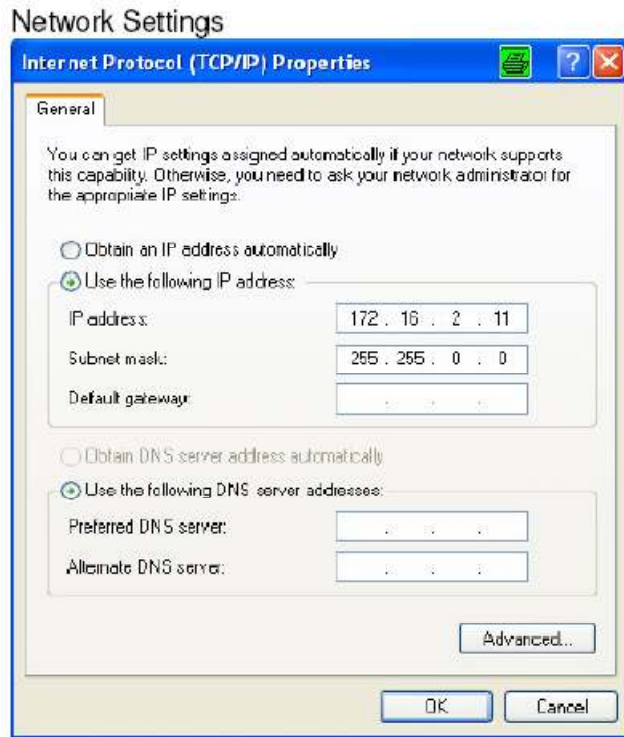 Network Settings
Internet Protocol (TCP/IP) Properties
?
General
You can get IP settings assigned automatically if your network supports
this capability. Otherwise, you need to ask your network administrator for
the appropriate IP settings.
Obtain an IP address automatically
Use the following IP address:
IP address:
172 . 16 . 2 . 11
Subnet mask:
255 . 255 . 0 . 0
Default gateway:
. . .
Obtain DNS server address automatically
Use the following DNS server addresses:
Preferred DNS server:
. . .
Alternate DNS server:
. . .
Advanced...
OK
Cancel